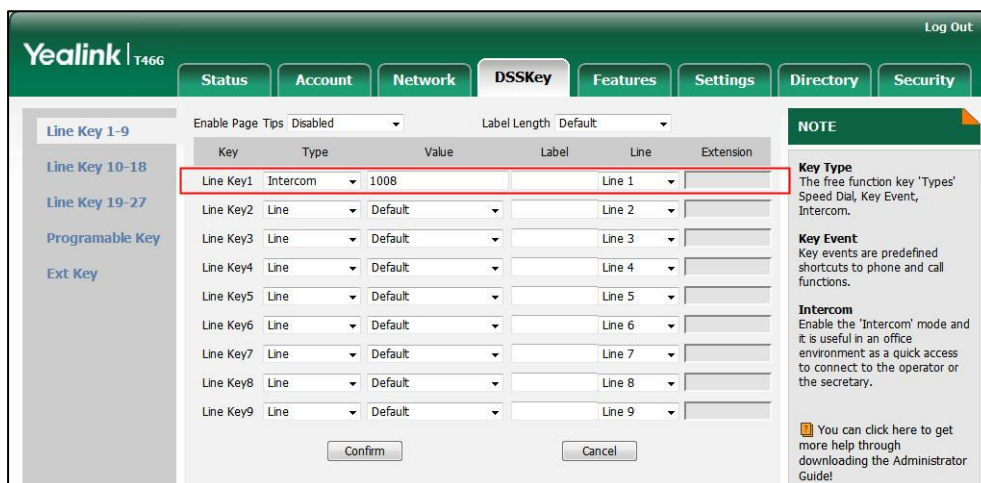 Log Out
Yealink T46G
Status Account Network DSSKey Features Settings Directory Security
Line Key 1-9
Line Key 10-18
Line Key 19-27
Programable Key
Ext Key
Enable Page Tips Disabled Label Length Default
Key Type Value Label Line Extension
Line Key1 Intercom 1008 Line 1
Line Key2 Line Default Line 2
Line Key3 Line Default Line 3
Line Key4 Line Default Line 4
Line Key5 Line Default Line 5
Line Key6 Line Default Line 6
Line Key7 Line Default Line 7
Line Key8 Line Default Line 8
Line Key9 Line Default Line 9
Confirm Cancel
NOTE
Key Type
The free function key 'Types'
Speed Dial, Key Event,
Intercom.
Key Event
Key events are predefined
shortcuts to phone and call
functions.
Intercom
Enable the 'Intercom' mode and
it is useful in an office
environment as a quick access
to connect to the operator or
the secretary.
? You can click here to get
more help through
downloading the Administrator
Guide!